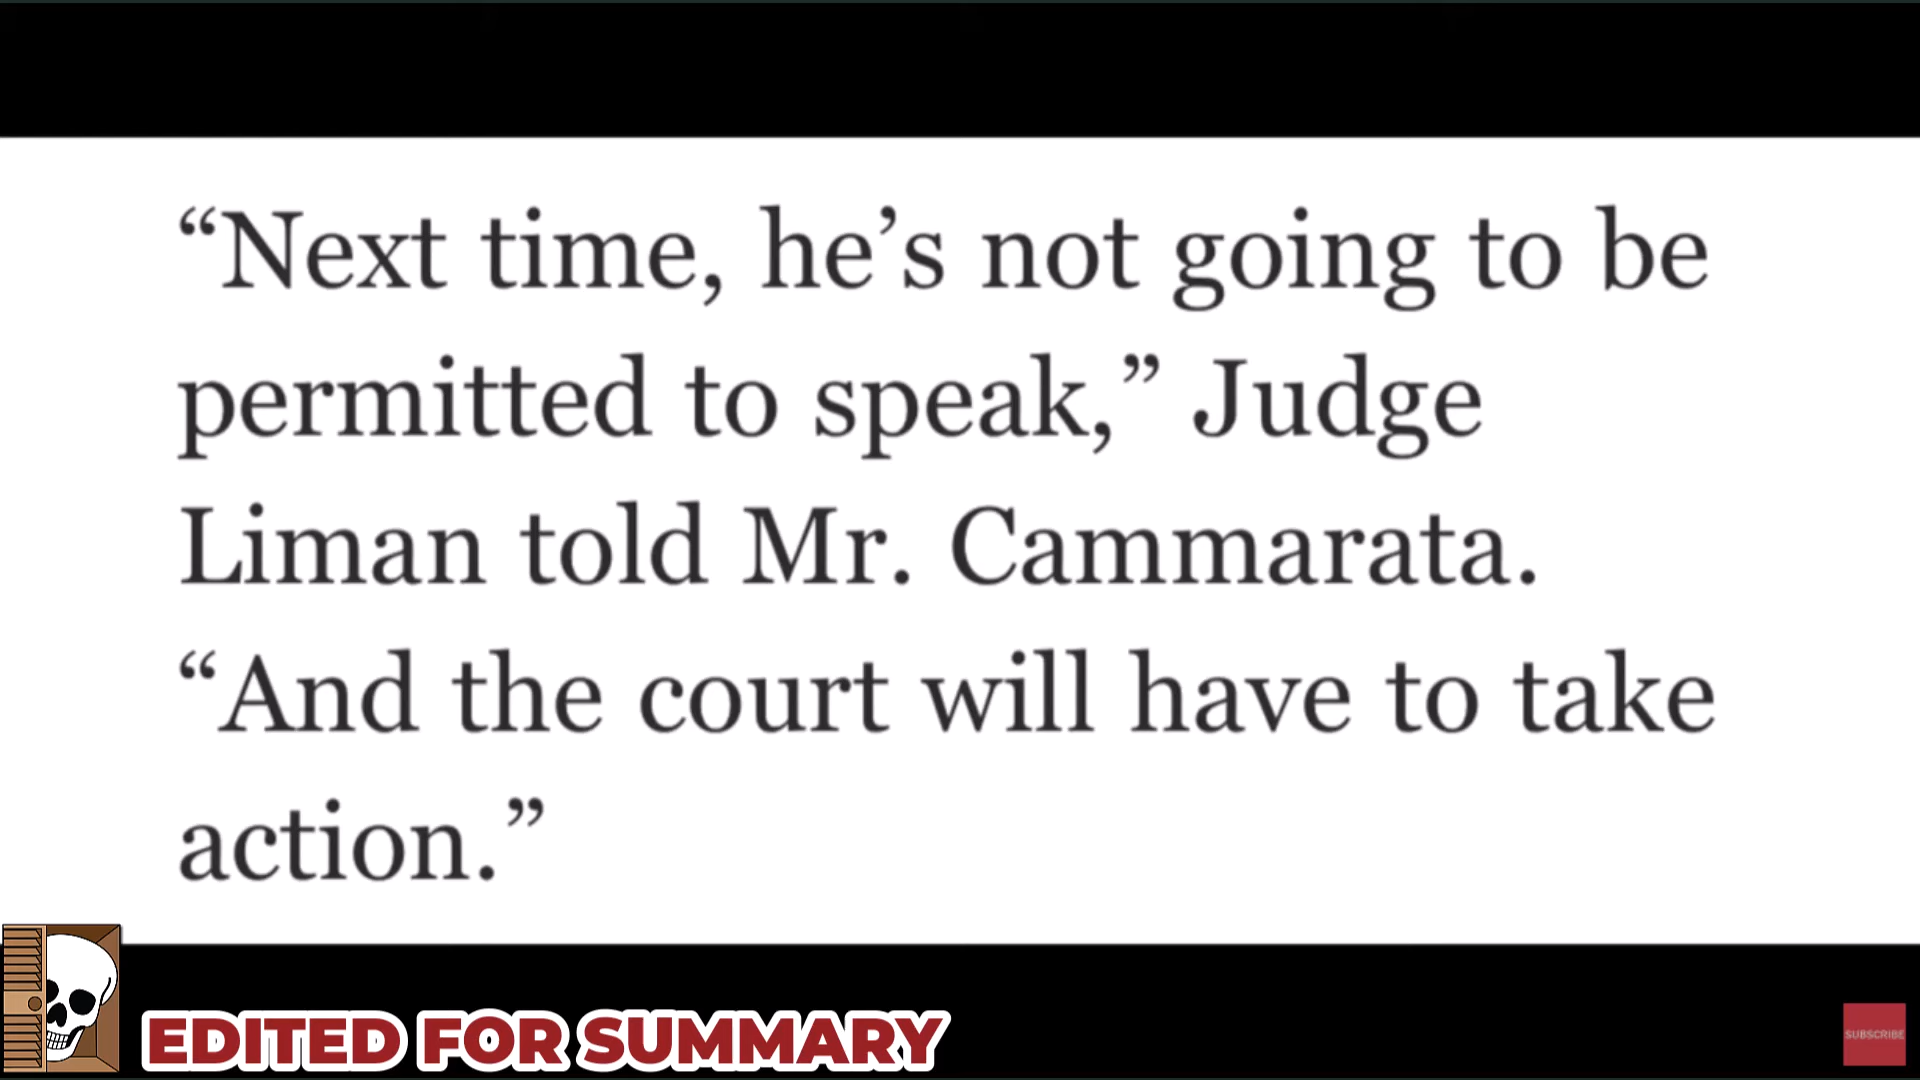 “Next time, he’s not going to be
permitted to speak,” Judge
Liman told Mr. Cammarata.
“And the court will have to take
action.”
EDITED FOR SUMMARY
SUBSCRIBE